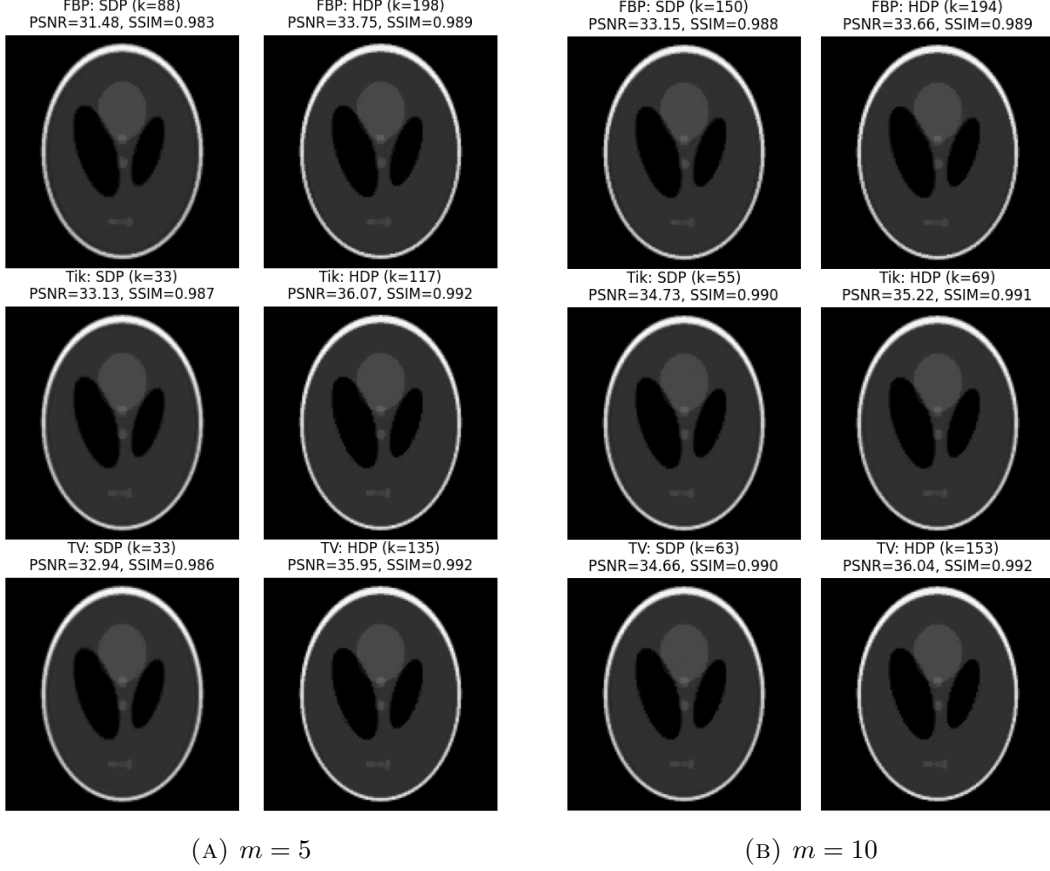 FBP: SDP (k=88)
PSNR=31.48, SSIM=0.983
FBP: HDP (k=198)
PSNR=33.75, SSIM=0.989
Tik: SDP (k=33)
PSNR=33.13, SSIM=0.987
Tik: HDP (k=117)
PSNR=36.07, SSIM=0.992
TV: SDP (k=33)
PSNR=32.94, SSIM=0.986
TV: HDP (k=135)
PSNR=35.95, SSIM=0.992
(A) m = 5
FBP: SDP (k=150)
PSNR=33.15, SSIM=0.988
FBP: HDP (k=194)
PSNR=33.66, SSIM=0.989
Tik: SDP (k=55)
PSNR=34.73, SSIM=0.990
Tik: HDP (k=69)
PSNR=35.22, SSIM=0.991
TV: SDP (k=63)
PSNR=34.66, SSIM=0.990
TV: HDP (k=153)
PSNR=36.04, SSIM=0.992
(B) m = 10